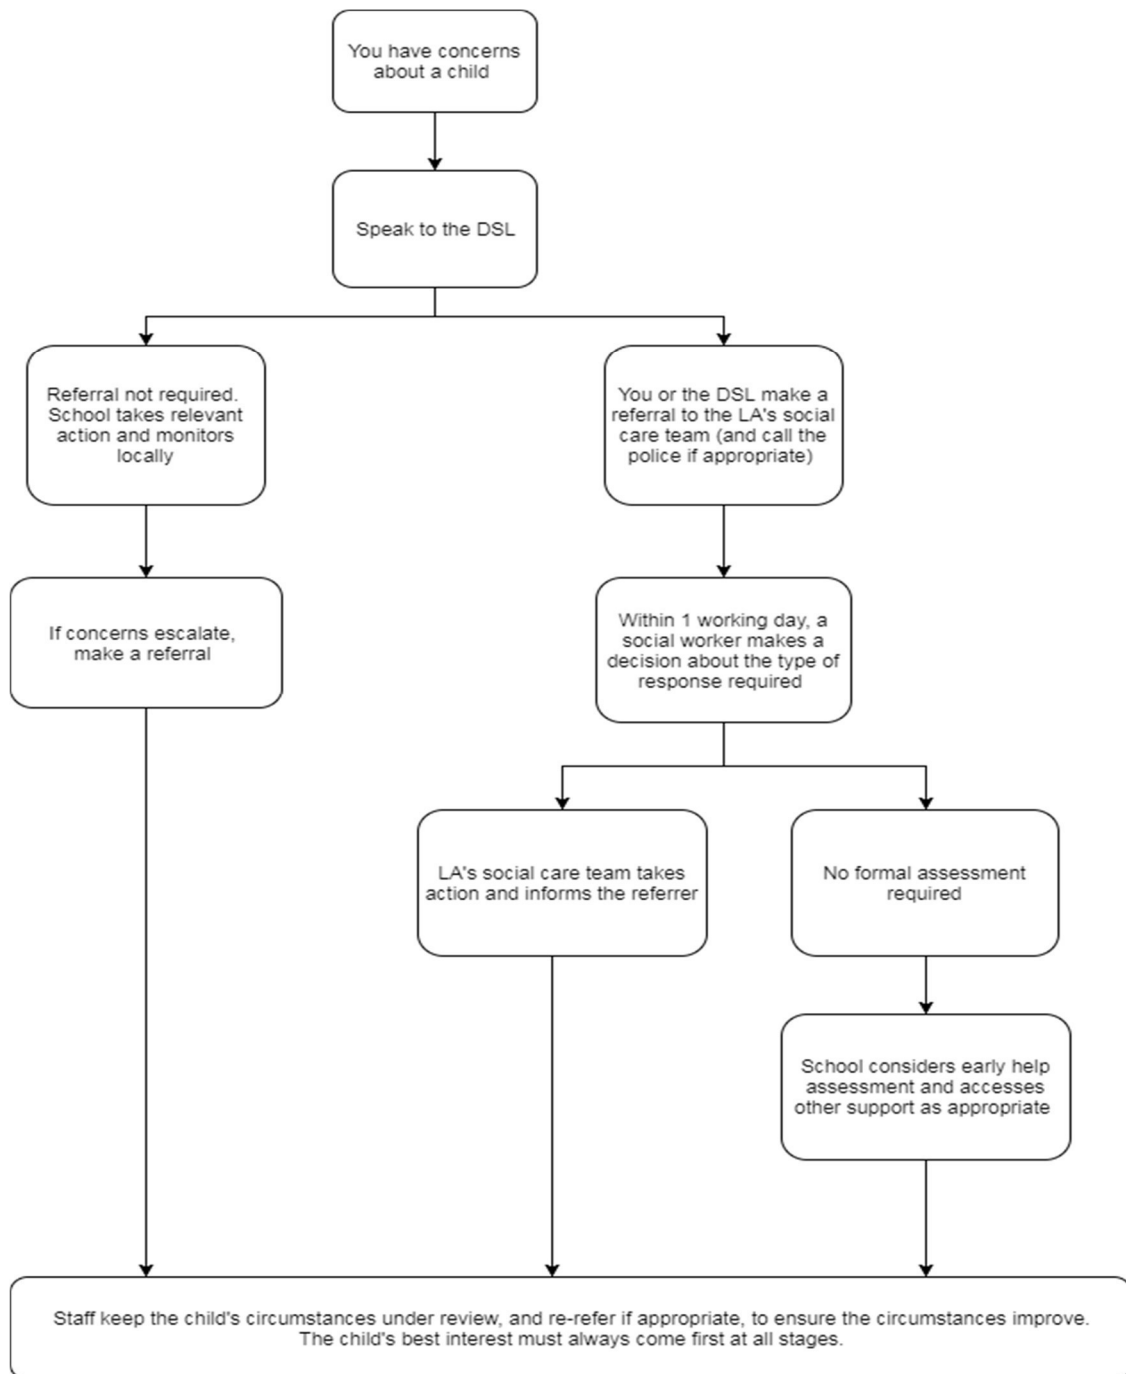 You have concerns
about a child
Speak to the DSL
Referral not required.
School takes relevant
action and monitors
locally
You or the DSL make a
referral to the LA's social
care team (and call the
police if appropriate)
If concerns escalate,
make a referral
Within 1 working day, a
social worker makes a
decision about the type of
response required
LA's social care team takes
action and informs the referrer
No formal assessment
required
School considers early help
assessment and accesses
other support as appropriate
Staff keep the child's circumstances under review, and re-refer if appropriate, to ensure the circumstances improve.
The child's best interest must always come first at all stages.